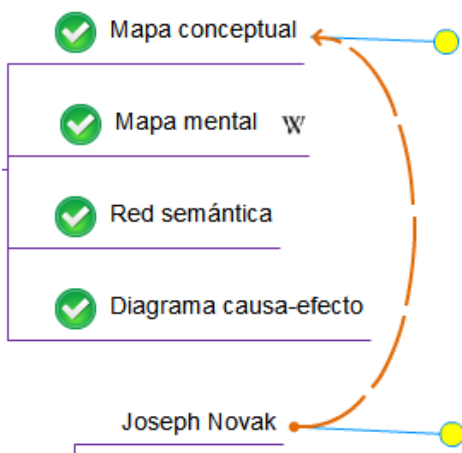 Mapa conceptual
Mapa mental W
Red semántica
Diagrama causa-efecto
Joseph Novak